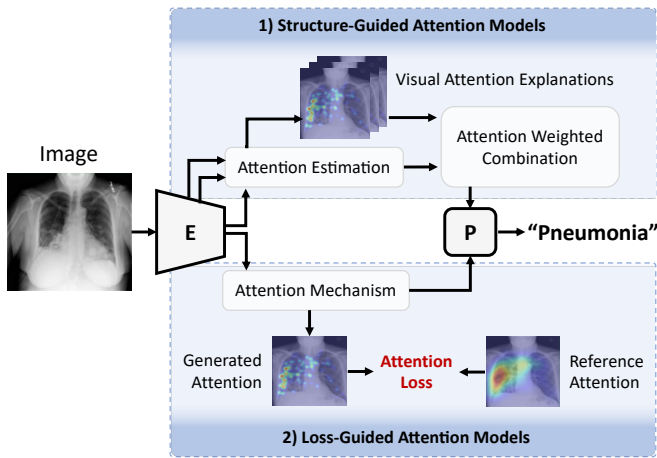 1) Structure-Guided Attention Models
Visual Attention Explanations
Image
Attention Estimation
Attention Weighted
Combination
E
P
“Pneumonia”
Attention Mechanism
Generated
Attention
Attention
Loss
Reference
Attention
2) Loss-Guided Attention Models